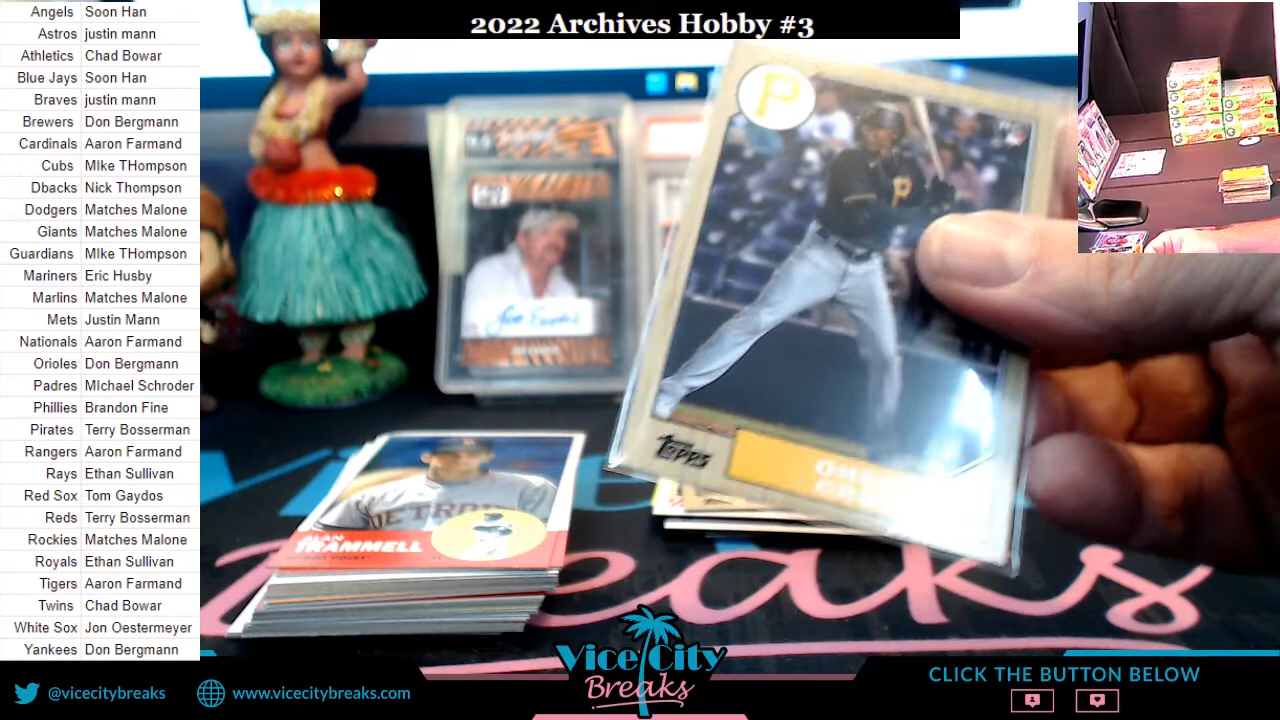 2022 Archives Hobby #3
Angels Soon Han
Astros justin mann
Athletics Chad Bowar
Blue Jays Soon Han
Braves justin mann
Brewers Don Bergmann
Cardinals Aaron Farmand
Cubs MIke THompson
Dbacks Nick Thompson
Dodgers Matches Malone
Giants Matches Malone
Guardians MIke THompson
Mariners Eric Husby
Marlins Matches Malone
Mets Justin Mann
Nationals Aaron Farmand
Orioles Don Bergmann
Padres MIchael Schroder
Phillies Brandon Fine
Pirates Terry Bosserman
Rangers Aaron Farmand
Rays Ethan Sullivan
Red Sox Tom Gaydos
Reds Terry Bosserman
Rockies Matches Malone
Royals Ethan Sullivan
Tigers Aaron Farmand
Twins Chad Bowar
White Sox Jon Oestermeyer
Yankees Don Bergmann
P
P
Topps
DETRO
ALAN
TRAMMELL
Breaks
Vice City
Breaks
@vicecitybreaks
www.vicecitybreaks.com
CLICK THE BUTTON BELOW